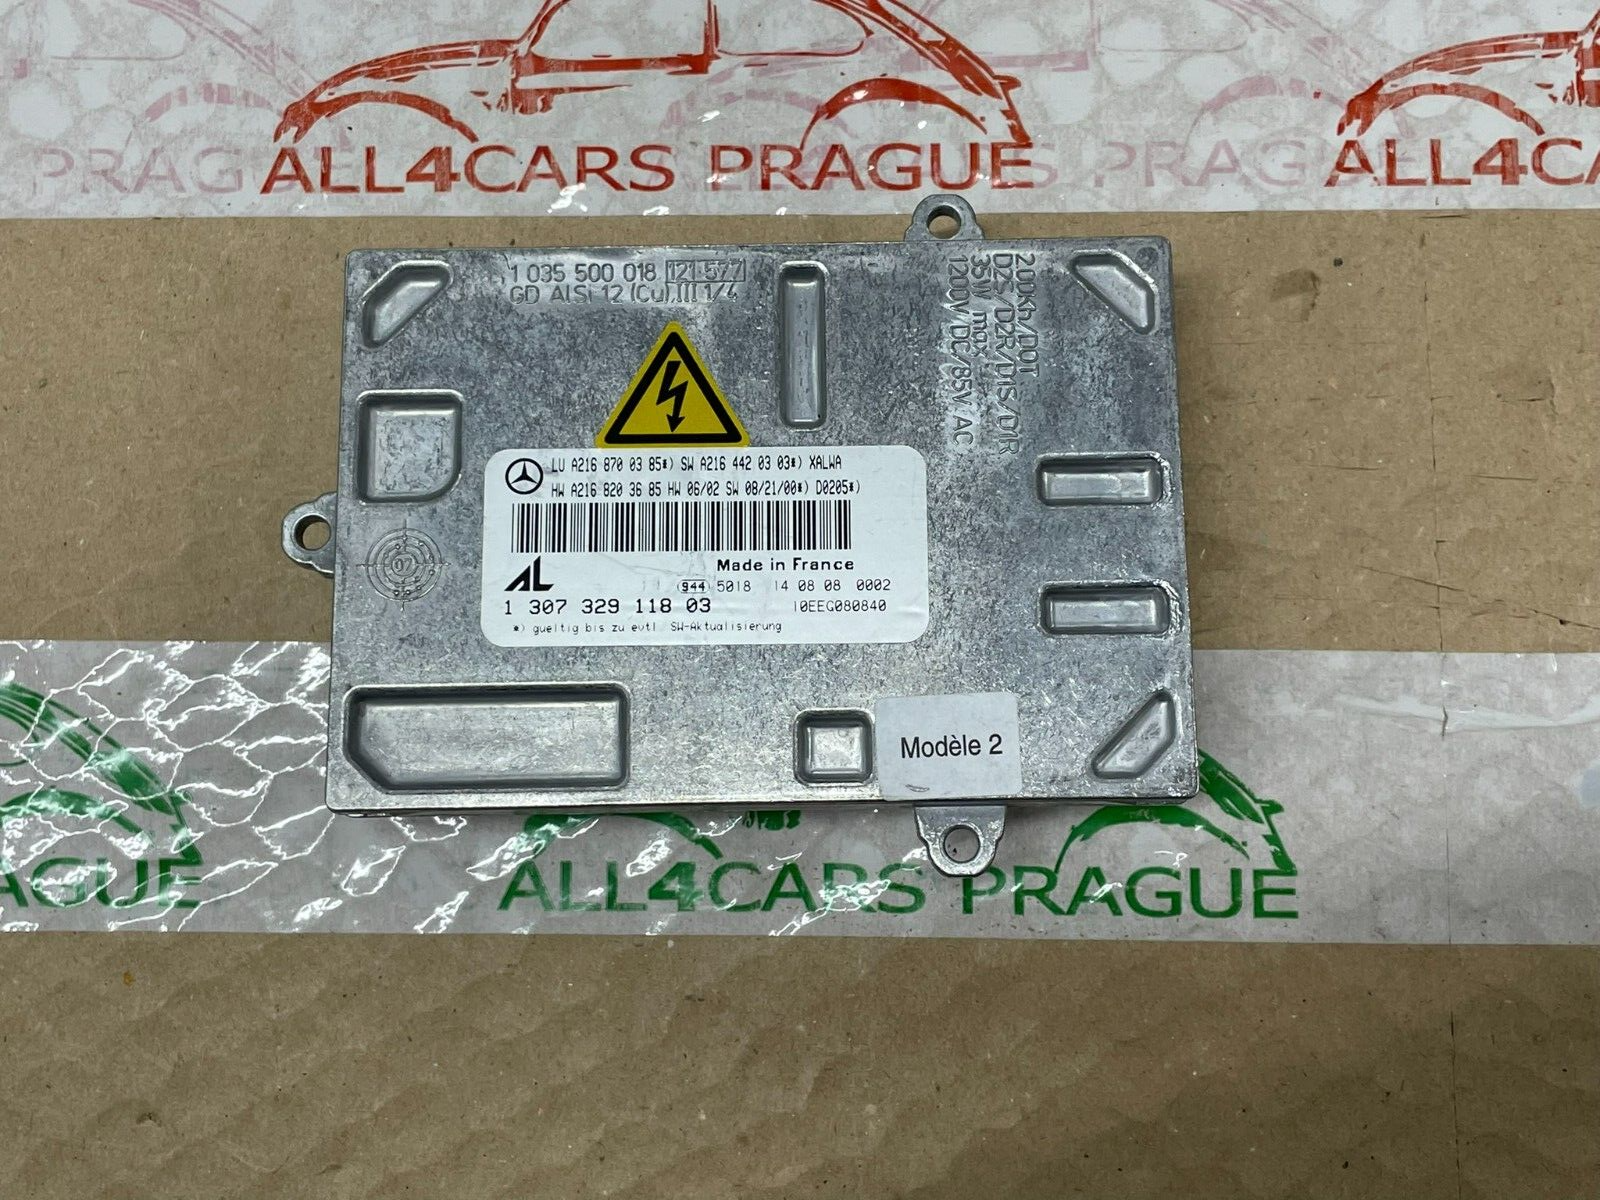 ALL4CARS PRAGUE
PRAG
S PRAGUE
ALL4CA
1 035 500 018 121 577
GD AlSi 12 (Cu) III 1/4
D2S/D2R/D1S/D1R
35W max
1200V DC/85V AC
LU A216 870 03 85*) SW A216 442 03 03*) XALWA
HW A216 820 36 85 HW 06/02 SW 08/21/00*) D0205*)
Made in France
AL
944 5018 14 08 08 0002
1 307 329 118 03
10EEG080840
*) gueltig bis zu evtl SW-Aktualisierung
07
Modèle 2
AGUE
ALL4CARS PRAGUE